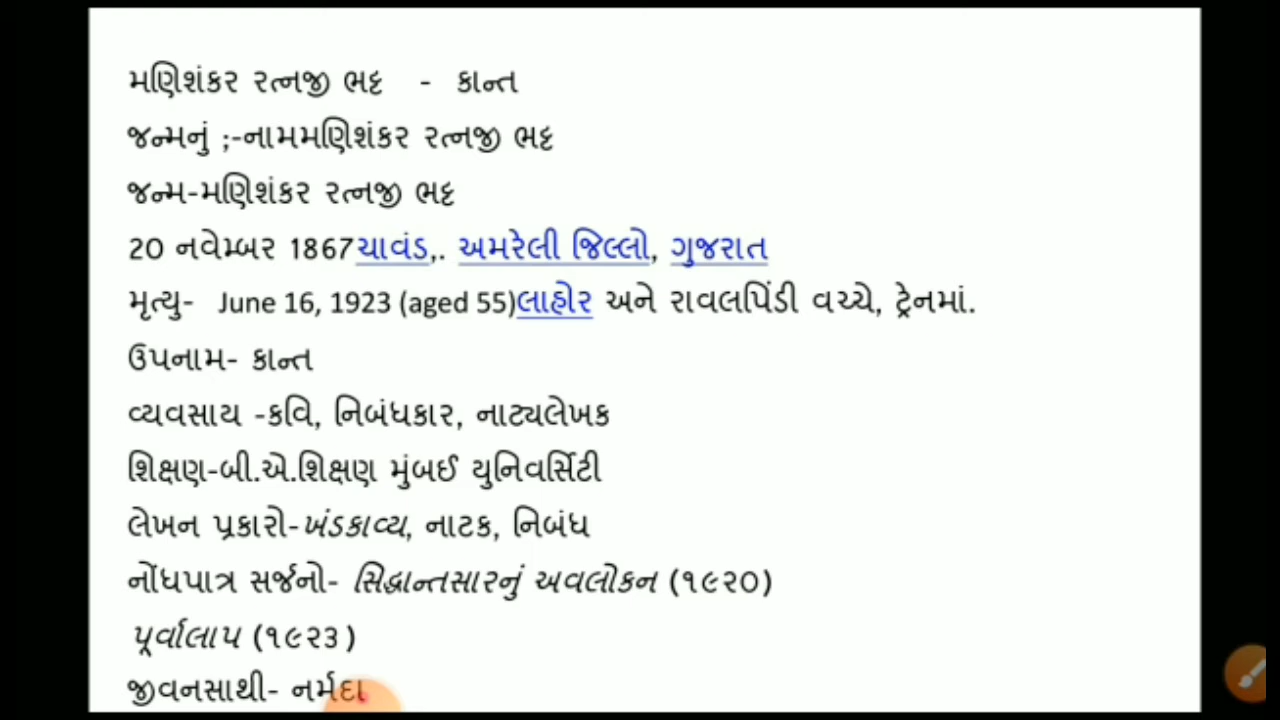 મણિશંકર રત્નજી ભટ્ટ - કાન્ત
જન્મનું ;-નામમણિશંકર રત્નજી ભટ્ટ
જન્મ-મણિશંકર રત્નજી ભટ્ટ
20 નવેમ્બર 1867ચાવંડ,. અમરેલી જિલ્લો, ગુજરાત
મૃત્યુ- June 16, 1923 (aged 55)લાહોર અને રાવલપિંડી વચ્ચે, ટ્રેનમાં.
ઉપનામ- કાન્ત
વ્યવસાય -કવિ, નિબંધકાર, નાટ્યલેખક
શિક્ષણ-બી.એ.શિક્ષણ મુંબઈ યુનિવર્સિટી
લેખન પ્રકારો-ખંડકાવ્ય, નાટક, નિબંધ
નોંધપાત્ર સર્જનો- સિદ્ધાન્તસારનું અવલોકન (૧૯૨૦)
પૂર્વાલાપ (૧૯૨૩)
જીવનસાથી- નર્મદા